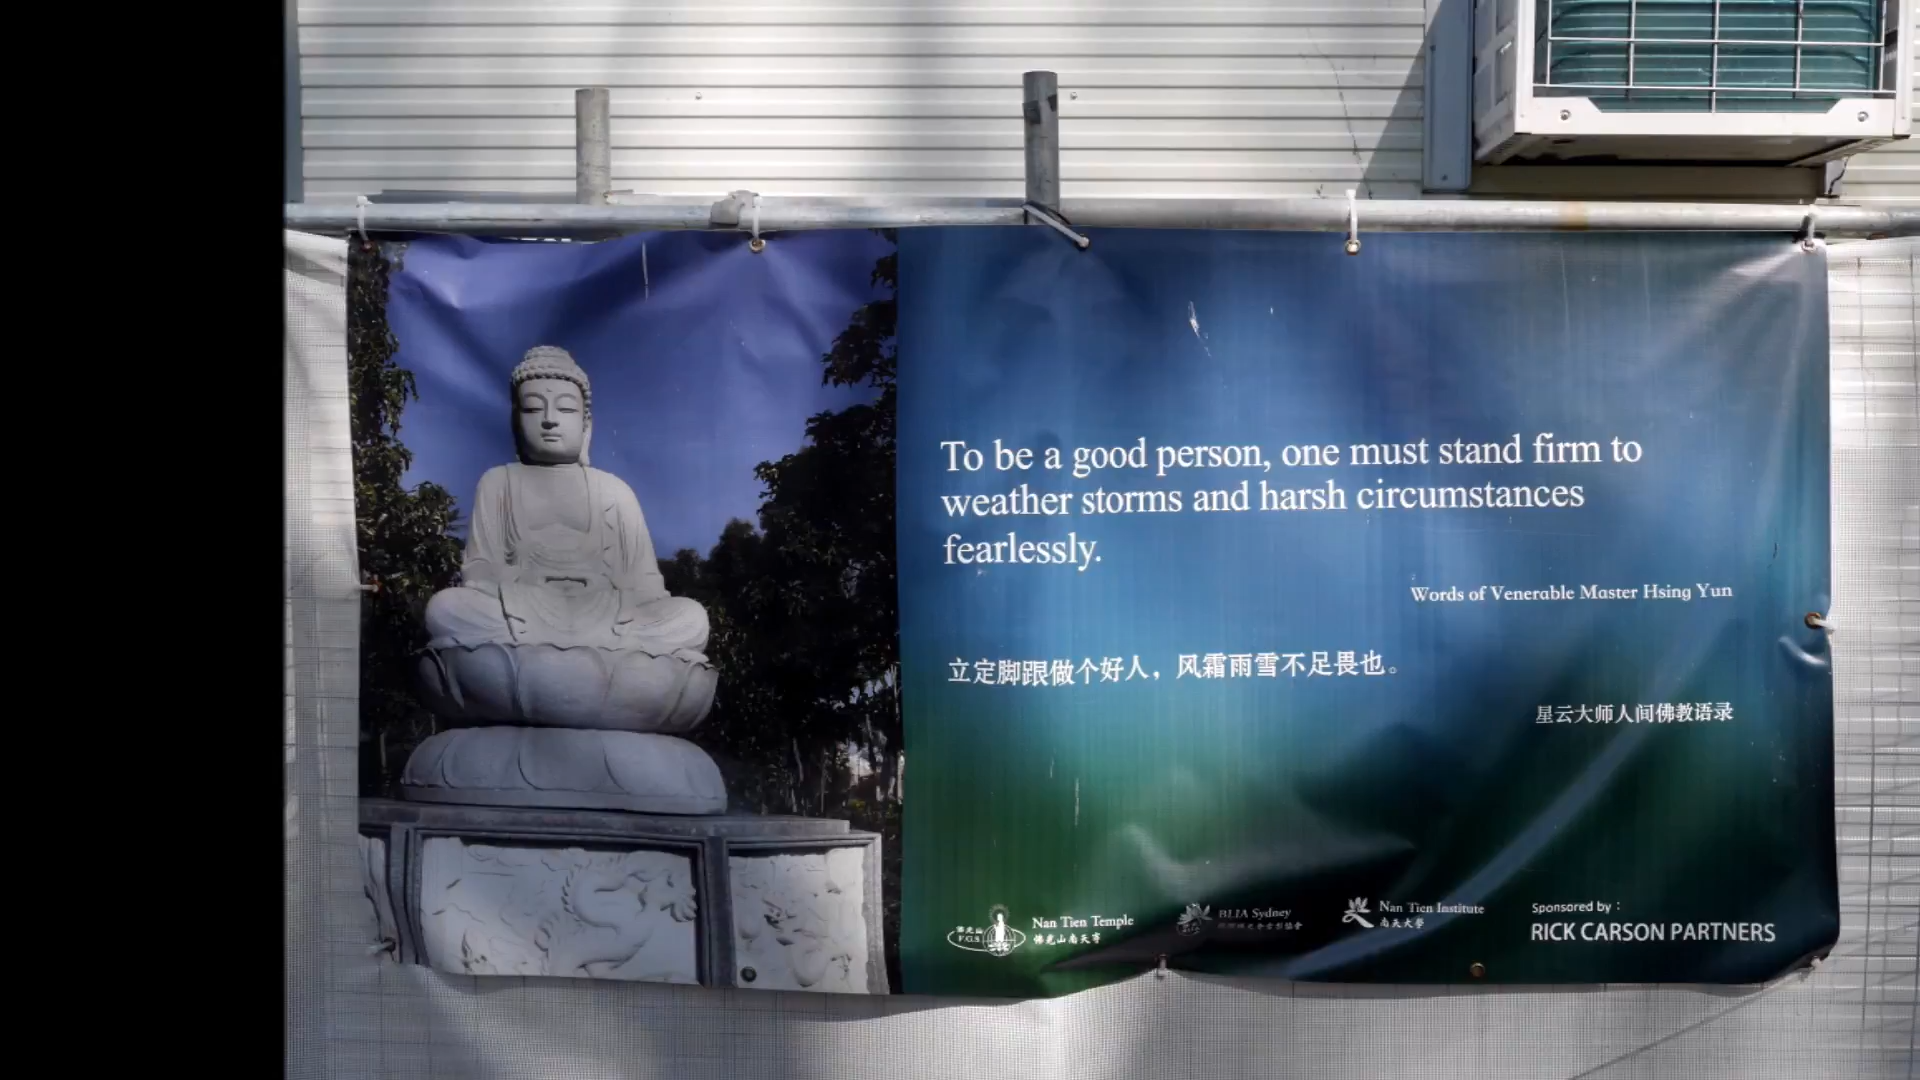 To be a good person, one must stand firm to
weather storms and harsh circumstances
fearlessly.
Words of Venerable Master Hsing Yun
立定脚跟做个好人，风霜雨雪不足畏也。
星云大师人间佛教语录
佛光山
F.G.S.
Nan Tien Temple
佛光山南天寺
BLIA Sydney
Nan Tien Institute
南天大學
Sponsored by :
RICK CARSON PARTNERS